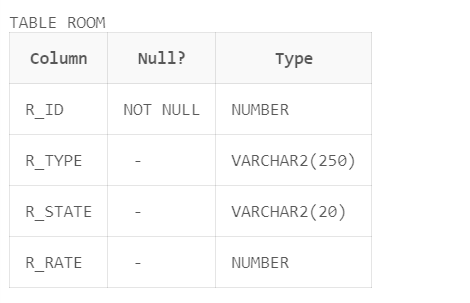 TABLE ROOM
Column Null? Type
R_ID NOT NULL NUMBER
R_TYPE - VARCHAR2(250)
R_STATE - VARCHAR2(20)
R_RATE - NUMBER